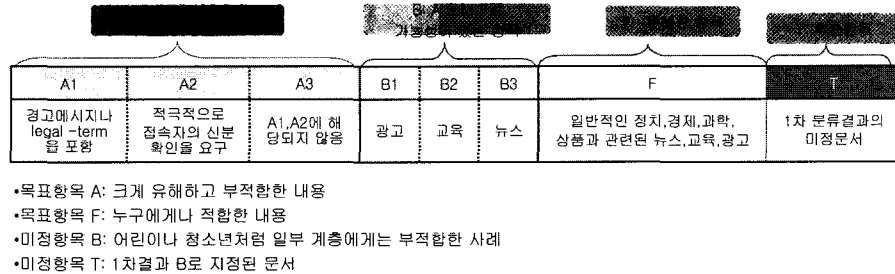 A1 A2 A3 B1 B2 B3 F T
경고메시지나 legal -term 을 포함
적극적으로 접속자의 신분 확인을 요구
A1,A2에 해당되지 않음
광고
교육
뉴스
일반적인 정치,경제,과학, 상품과 관련된 뉴스,교육,광고
1차 분류결과의 미정문서
•목표항목 A: 크게 유해하고 부적합한 내용
•목표항목 F: 누구에게나 적합한 내용
•미정항목 B: 어린이나 청소년처럼 일부 계층에게는 부적합한 사례
•미정항목 T: 1차결과 B로 지정된 문서